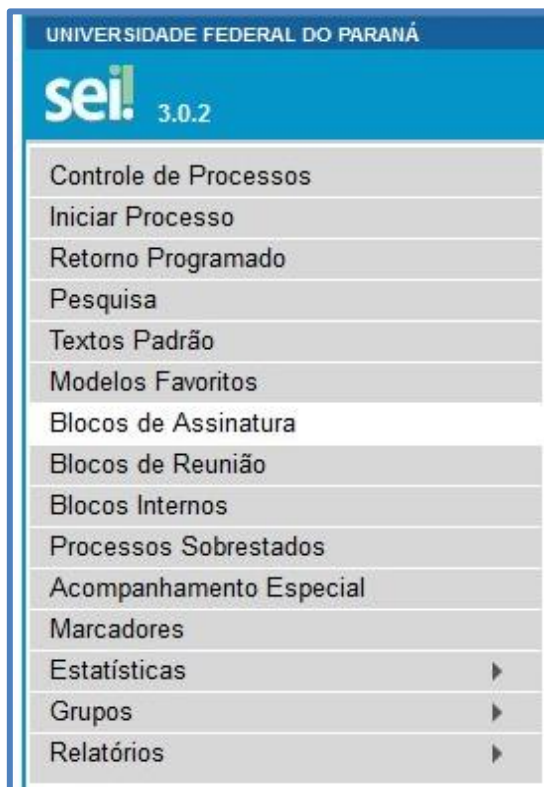 UNIVERSIDADE FEDERAL DO PARANÁ
sei! 3.0.2
Controle de Processos
Iniciar Processo
Retorno Programado
Pesquisa
Textos Padrão
Modelos Favoritos
Blocos de Assinatura
Blocos de Reunião
Blocos Internos
Processos Sobrestados
Acompanhamento Especial
Marcadores
Estatísticas
Grupos
Relatórios